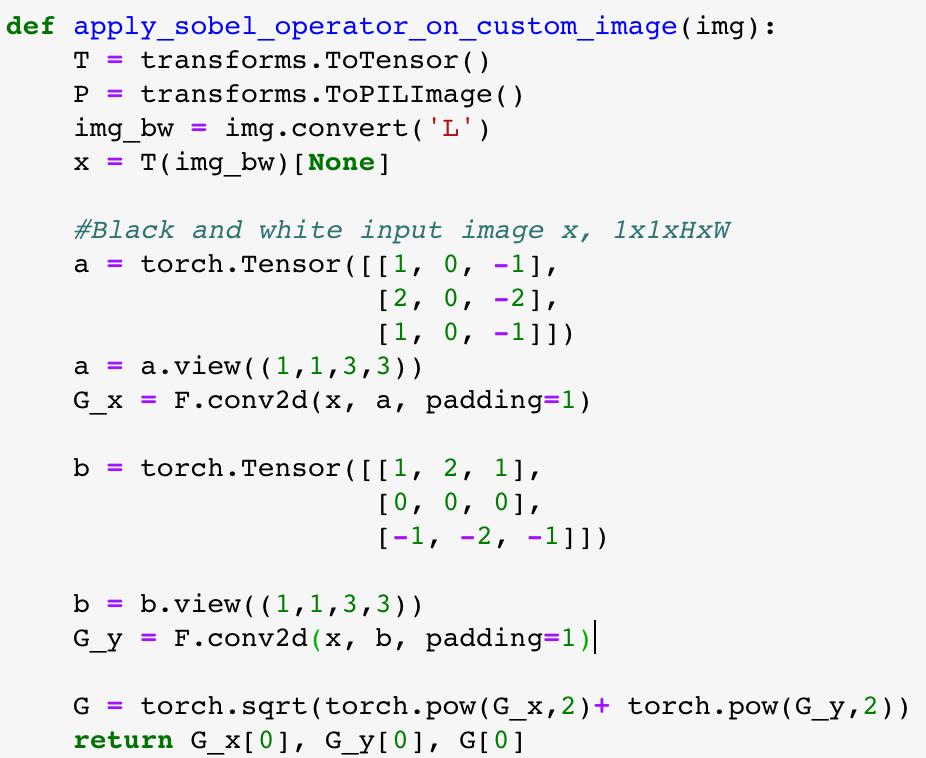 def apply_sobel_operator_on_custom_image(img):
    T = transforms.ToTensor()
    P = transforms.ToPILImage()
    img_bw = img.convert('L')
    x = T(img_bw)[None]

    #Black and white input image x, 1x1xHxW
    a = torch.Tensor([[1, 0, -1],
                      [2, 0, -2],
                      [1, 0, -1]])
    a = a.view((1,1,3,3))
    G_x = F.conv2d(x, a, padding=1)

    b = torch.Tensor([[1, 2, 1],
                      [0, 0, 0],
                      [-1, -2, -1]])

    b = b.view((1,1,3,3))
    G_y = F.conv2d(x, b, padding=1)

    G = torch.sqrt(torch.pow(G_x,2)+ torch.pow(G_y,2))
    return G_x[0], G_y[0], G[0]